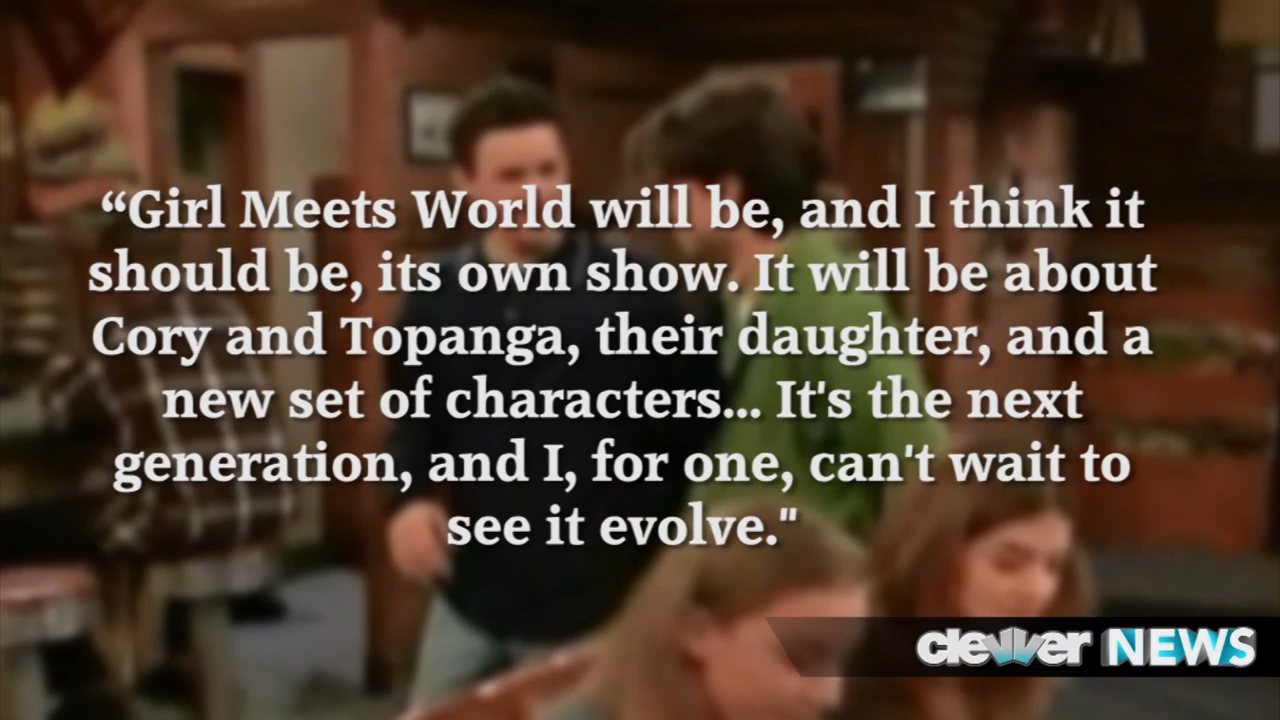 “Girl Meets World will be, and I think it
should be, its own show. It will be about
Cory and Topanga, their daughter, and a
new set of characters... It's the next
generation, and I, for one, can't wait to
see it evolve."
clevver NEWS